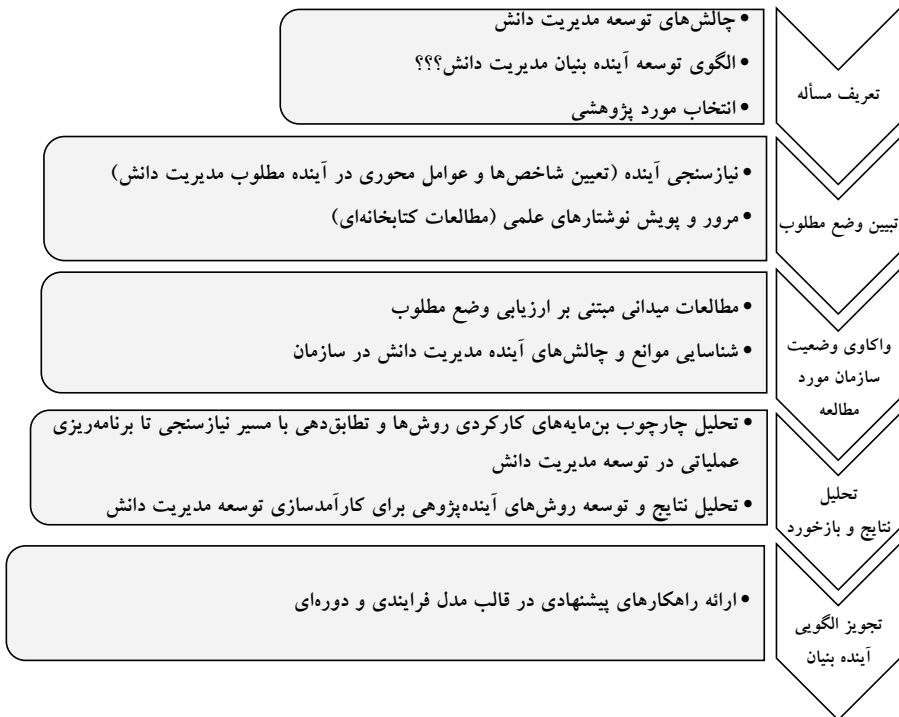 تعریف مسأله
• چالش‌های توسعه مدیریت دانش
• الگوی توسعه آینده بنیان مدیریت دانش؟؟؟
• انتخاب مورد پژوهشی
تبیین وضع مطلوب
• نیازسنجی آینده (تعیین شاخص‌ها و عوامل محوری در آینده مطلوب مدیریت دانش)
• مرور و پویش نوشتارهای علمی (مطالعات کتابخانه‌ای)
واکاوی وضعیت
سازمان مورد
مطالعه
• مطالعات میدانی مبتنی بر ارزیابی وضع مطلوب
• شناسایی موانع و چالش‌های آینده مدیریت دانش در سازمان
تحلیل
نتایج و بازخورد
• تحلیل چارچوب بن‌مایه‌های کارکردی روش‌ها و تطابق‌دهی با مسیر نیازسنجی تا برنامه‌ریزی
عملیاتی در توسعه مدیریت دانش
• تحلیل نتایج و توسعه روش‌های آینده‌پژوهی برای کارآمدسازی توسعه مدیریت دانش
تجویز الگویی
آینده بنیان
• ارائه راهکارهای پیشنهادی در قالب مدل فرایندی و دوره‌ای